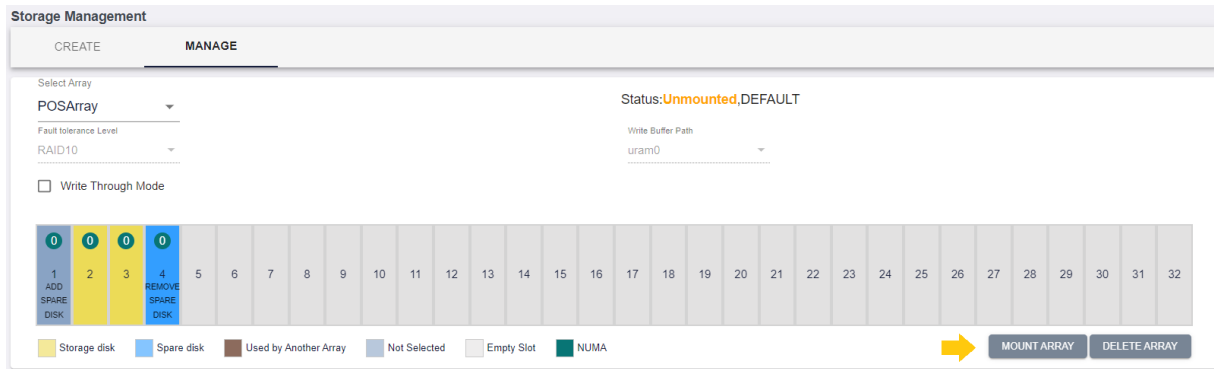 Storage Management
CREATE MANAGE
Select Array
POSArray
Status:Unmounted,DEFAULT
Fault tolerance Level
Write Buffer Path
RAID10
uram0
Write Through Mode
0 0 0 0
1 2 3 4 5 6 7 8 9 10 11 12 13 14 15 16 17 18 19 20 21 22 23 24 25 26 27 28 29 30 31 32
ADD REMOVE
SPARE SPARE
DISK DISK
Storage disk Spare disk Used by Another Array Not Selected Empty Slot NUMA MOUNT ARRAY DELETE ARRAY